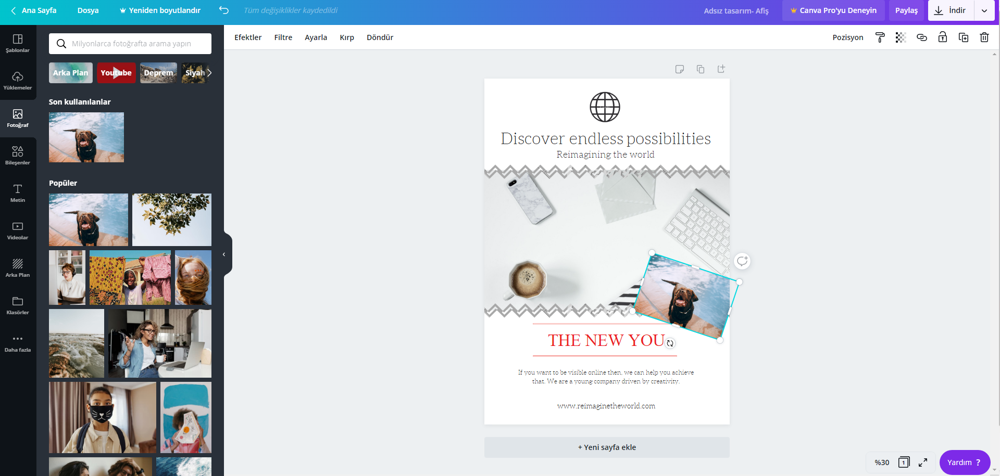 Ana Sayfa
Dosya
Yeniden boyutlandır
Tüm değişiklikler kaydedildi
Adsız tasarım- Afiş
Canva Pro'yu Deneyin
Paylaş
İndir
Şablonlar
Yüklemeler
Fotoğraf
Bileşenler
Metin
Videolar
Arka Plan
Klasörler
Daha fazla
Milyonlarca fotoğrafta arama yapın
Arka Plan
Youtube
Deprem
Siyah
Son kullanılanlar
Popüler
Efektler
Filtre
Ayarla
Kırp
Döndür
Pozisyon
Discover endless possibilities
Reimagining the world
THE NEW YOU
If you want to be visible online then, we can help you achieve
that. We are a young company driven by creativity.
www.reimaginetheworld.com
+ Yeni sayfa ekle
%30
1
Yardım ?